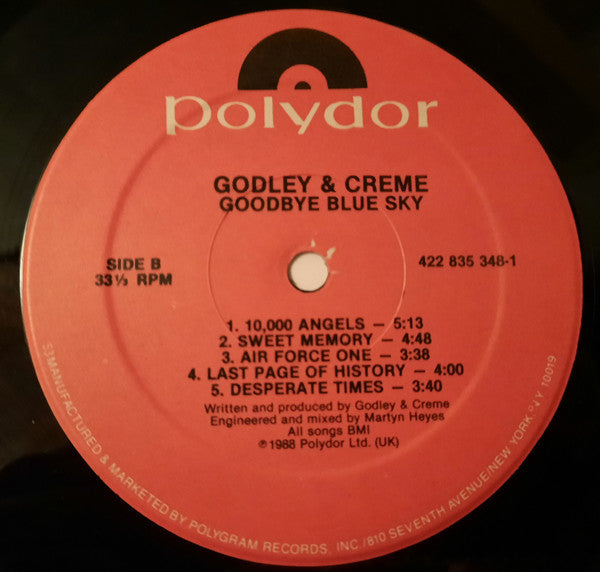 polydor
GODLEY & CREME
GOODBYE BLUE SKY
SIDE B
33⅓ RPM
422 835 348-1
1. 10,000 ANGELS — 5:13
2. SWEET MEMORY — 4:48
3. AIR FORCE ONE — 3:38
4. LAST PAGE OF HISTORY — 4:00
5. DESPERATE TIMES — 3:40
Written and produced by Godley & Creme
Engineered and mixed by Martyn Heyes
All songs BMI
℗1988 Polydor Ltd. (UK)
53MANUFACTURED & MARKETED BY POLYGRAM RECORDS, INC./810 SEVENTH AVENUE/NEW YORK, NY 10019